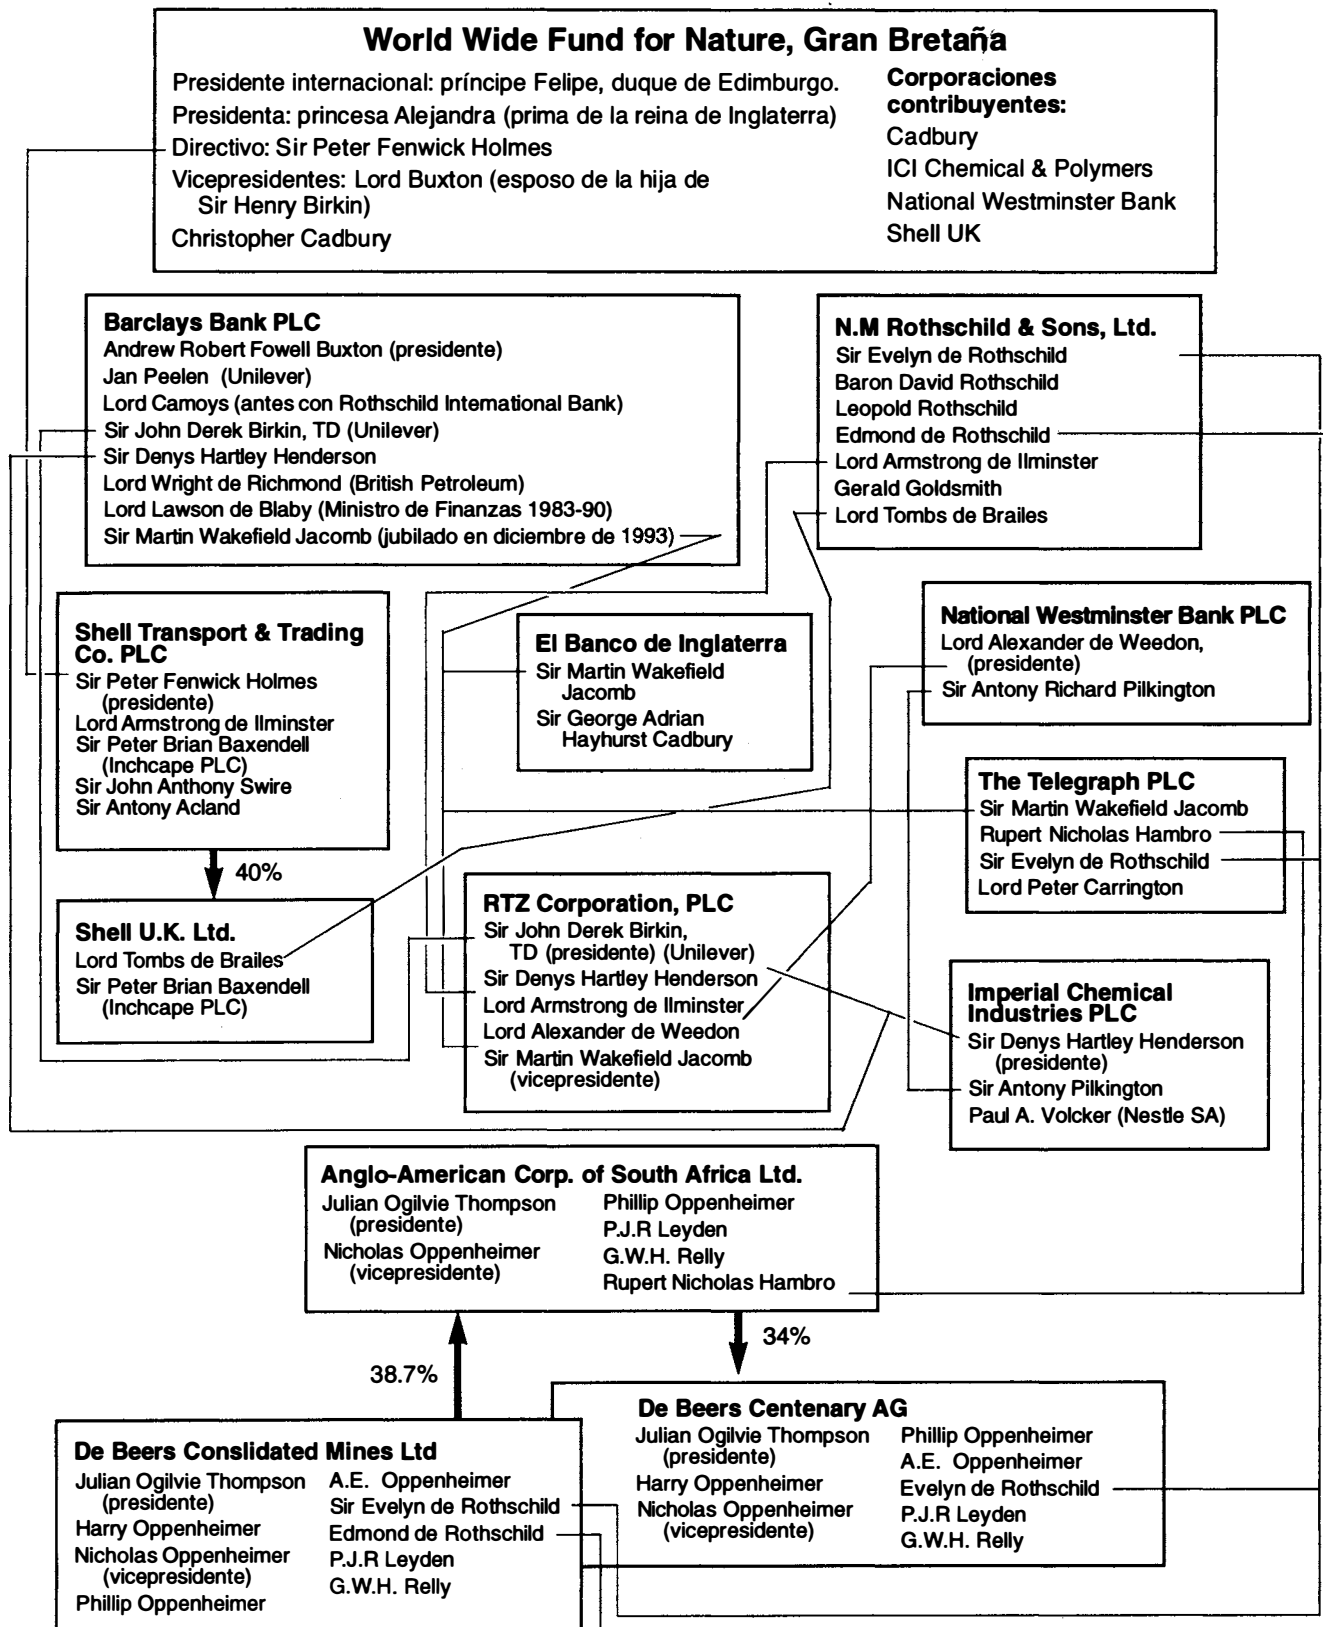 World Wide Fund for Nature, Gran Bretaña
Presidente internacional: príncipe Felipe, duque de Edimburgo.
Presidenta: princesa Alejandra (prima de la reina de Inglaterra)
Directivo: Sir Peter Fenwick Holmes
Vicepresidentes: Lord Buxton (esposo de la hija de
Sir Henry Birkin)
Christopher Cadbury
Corporaciones
contribuyentes:
Cadbury
ICI Chemical & Polymers
National Westminster Bank
Shell UK
Barclays Bank PLC
Andrew Robert Fowell Buxton (presidente)
Jan Peelen (Unilever)
Lord Camoys (antes con Rothschild International Bank)
Sir John Derek Birkin, TD (Unilever)
Sir Denys Hartley Henderson
Lord Wright de Richmond (British Petroleum)
Lord Lawson de Blaby (Ministro de Finanzas 1983-90)
Sir Martin Wakefield Jacomb (jubilado en diciembre de 1993)
N.M Rothschild & Sons, Ltd.
Sir Evelyn de Rothschild
Baron David Rothschild
Leopold Rothschild
Edmond de Rothschild
Lord Armstrong de Ilminster
Gerald Goldsmith
Lord Tombs de Brailes
Shell Transport & Trading
Co. PLC
Sir Peter Fenwick Holmes
(presidente)
Lord Armstrong de Ilminster
Sir Peter Brian Baxendell
(Inchcape PLC)
Sir John Anthony Swire
Sir Antony Acland
El Banco de Inglaterra
Sir Martin Wakefield
Jacomb
Sir George Adrian
Hayhurst Cadbury
National Westminster Bank PLC
Lord Alexander de Weedon,
(presidente)
Sir Antony Richard Pilkington
The Telegraph PLC
Sir Martin Wakefield Jacomb
Rupert Nicholas Hambro
Sir Evelyn de Rothschild
Lord Peter Carrington
40%
Shell U.K. Ltd.
Lord Tombs de Brailes
Sir Peter Brian Baxendell
(Inchcape PLC)
RTZ Corporation, PLC
Sir John Derek Birkin,
TD (presidente) (Unilever)
Sir Denys Hartley Henderson
Lord Armstrong de Ilminster
Lord Alexander de Weedon
Sir Martin Wakefield Jacomb
(vicepresidente)
Imperial Chemical
Industries PLC
Sir Denys Hartley Henderson
(presidente)
Sir Antony Pilkington
Paul A. Volcker (Nestle SA)
Anglo-American Corp. of South Africa Ltd.
Julian Ogilvie Thompson
(presidente)
Nicholas Oppenheimer
(vicepresidente)
Phillip Oppenheimer
P.J.R Leyden
G.W.H. Relly
Rupert Nicholas Hambro
38.7%
34%
De Beers Conslidated Mines Ltd
Julian Ogilvie Thompson
(presidente)
Harry Oppenheimer
Nicholas Oppenheimer
(vicepresidente)
Phillip Oppenheimer
A.E. Oppenheimer
Sir Evelyn de Rothschild
Edmond de Rothschild
P.J.R Leyden
G.W.H. Relly
De Beers Centenary AG
Julian Ogilvie Thompson
(presidente)
Harry Oppenheimer
Nicholas Oppenheimer
(vicepresidente)
Phillip Oppenheimer
A.E. Oppenheimer
Evelyn de Rothschild
P.J.R Leyden
G.W.H. Relly